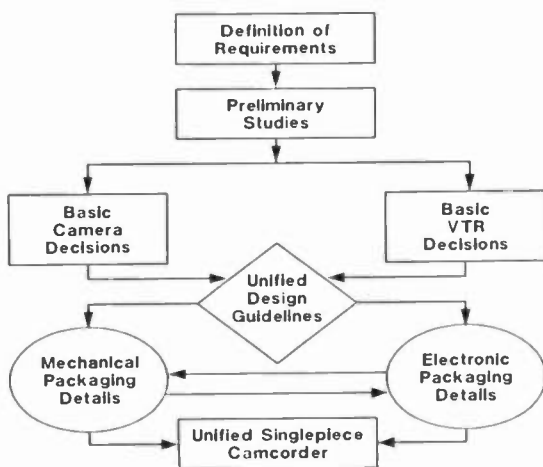 Definition of
Requirements
Preliminary
Studies
Basic
Camera
Decisions
Basic
VTR
Decisions
Unified
Design
Guidelines
Mechanical
Packaging
Details
Electronic
Packaging
Details
Unified Singlepiece
Camcorder